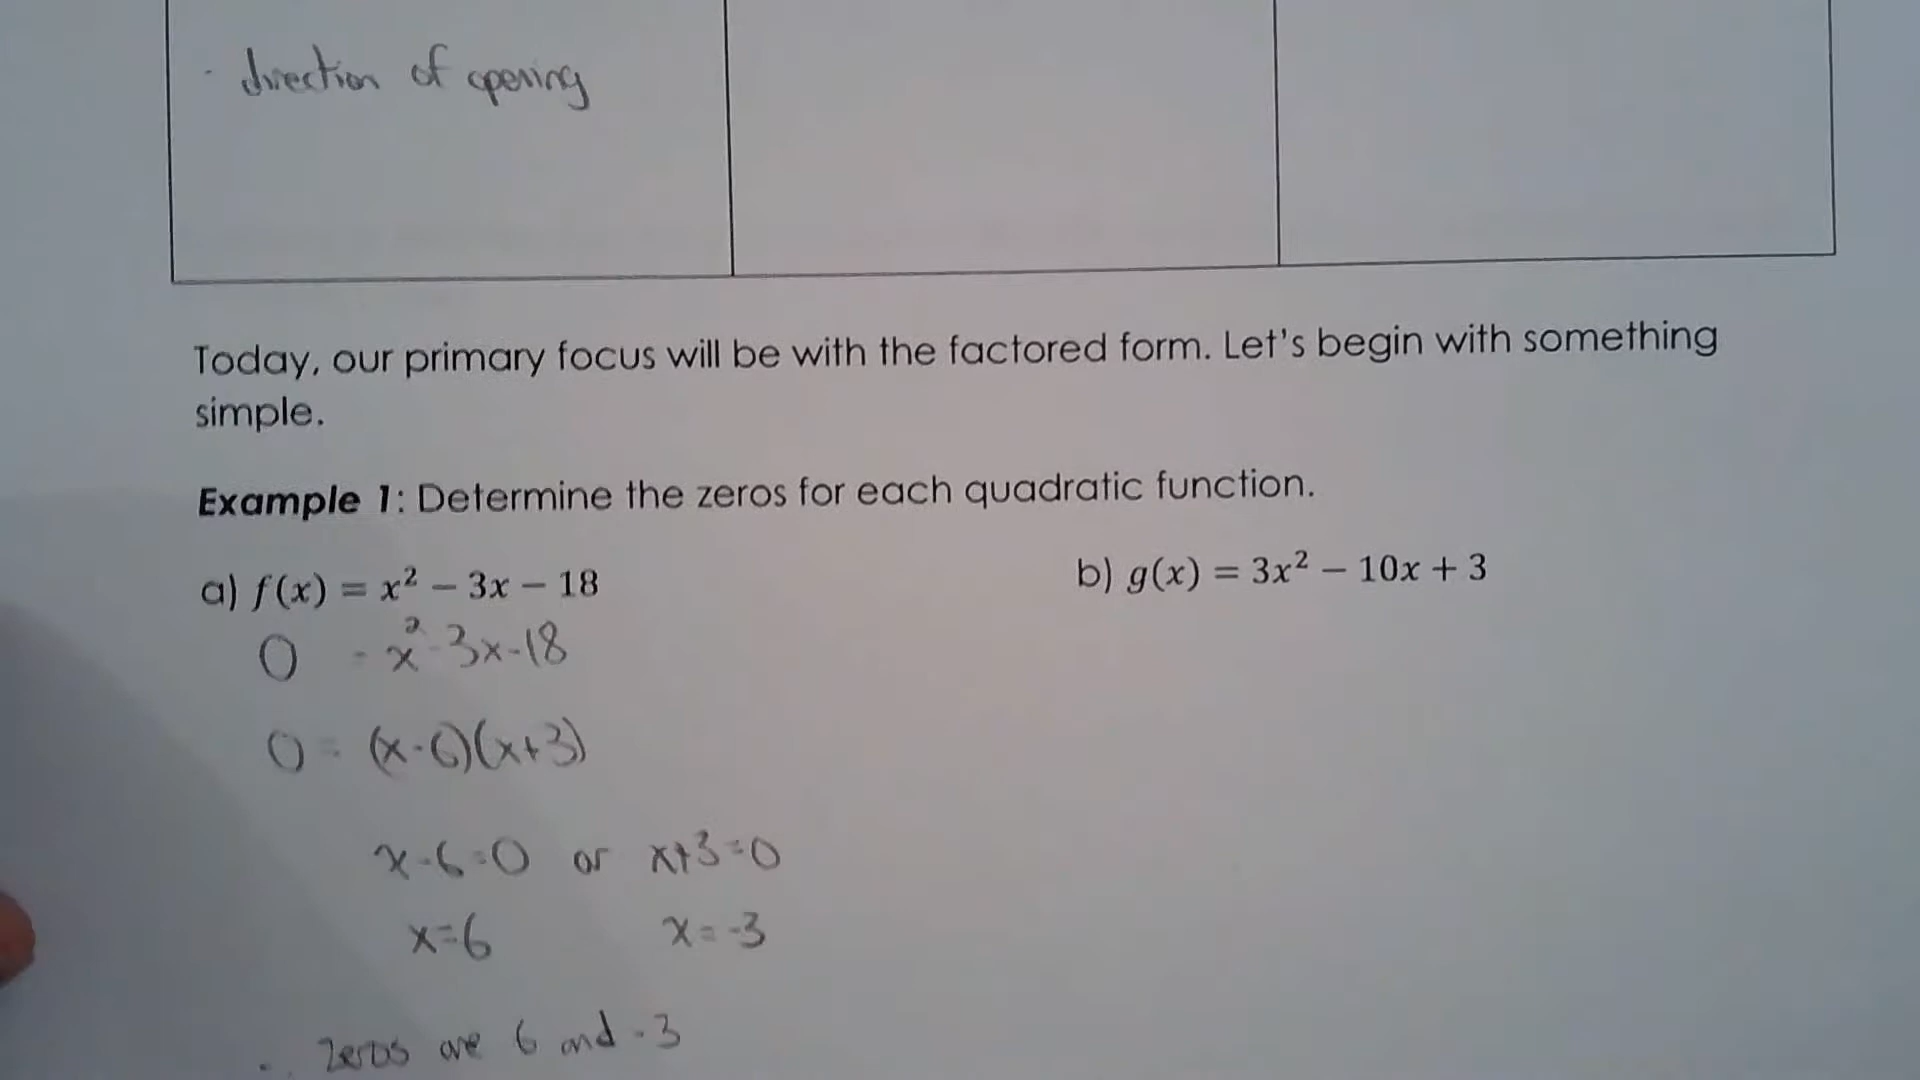 - direction of opening
Today, our primary focus will be with the factored form. Let's begin with something
simple.
Example 1: Determine the zeros for each quadratic function.
a) f(x) = x² − 3x − 18
b) g(x) = 3x² − 10x + 3
0 = x² - 3x - 18
0 = (x-6)(x+3)
x-6=0 or x+3=0
x=6 x=-3
∴ zeros are 6 and -3